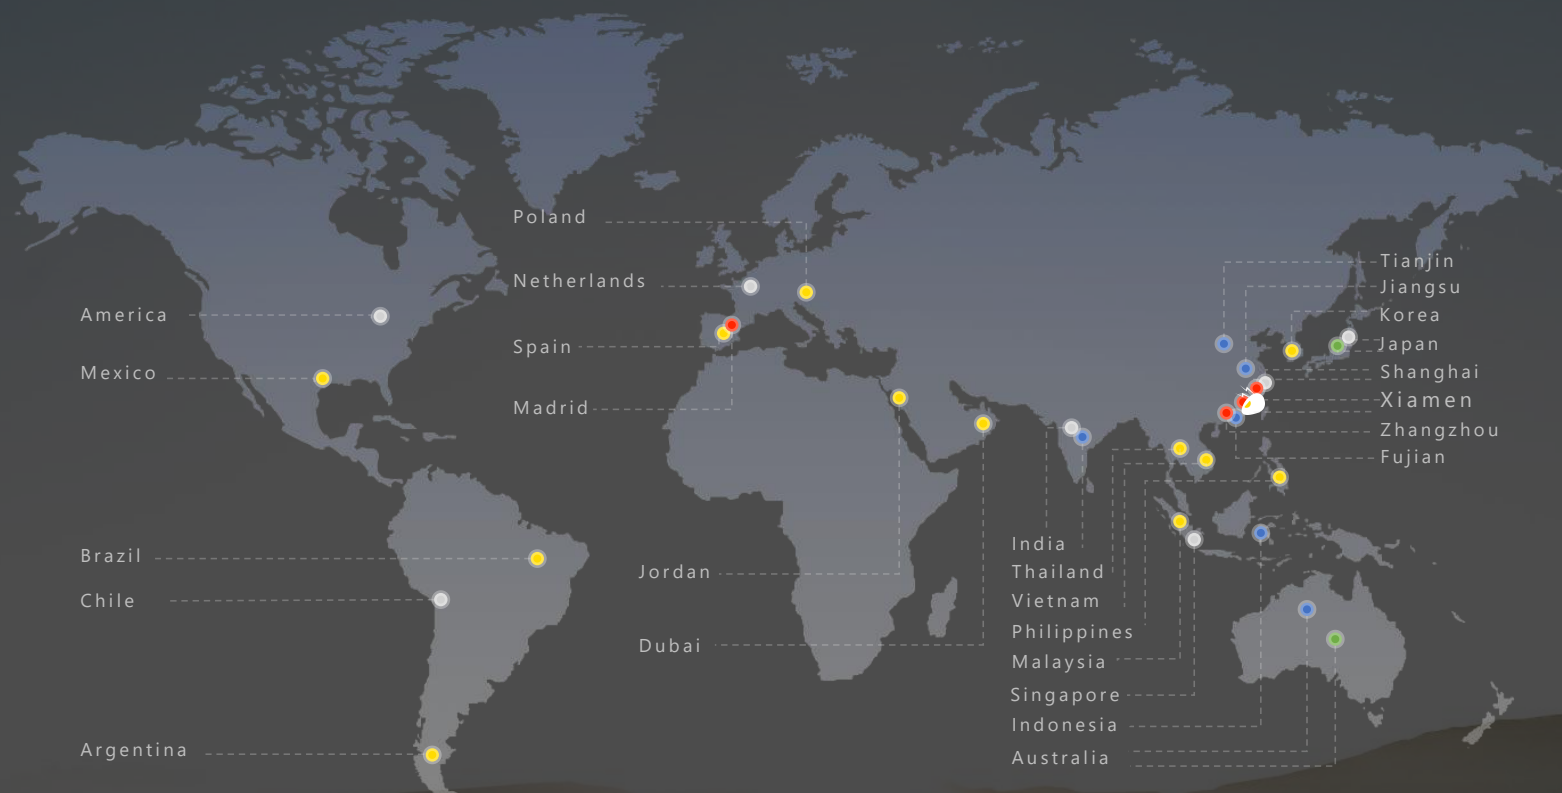 Poland
Netherlands
Spain
Madrid
America
Mexico
Brazil
Chile
Argentina
Jordan
Dubai
India
Thailand
Vietnam
Philippines
Malaysia
Singapore
Indonesia
Australia
Tianjin
Jiangsu
Korea
Japan
Shanghai
Xiamen
Zhangzhou
Fujian